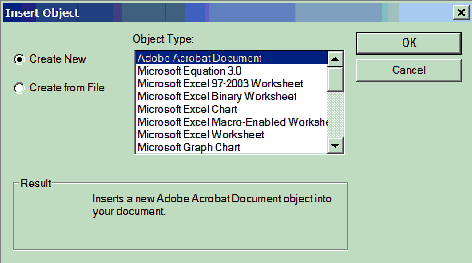 Insert Object
Object Type:
Create New
Create from File
Adobe Acrobat Document
Microsoft Equation 3.0
Microsoft Excel 97-2003 Worksheet
Microsoft Excel Binary Worksheet
Microsoft Excel Chart
Microsoft Excel Macro-Enabled Workshe
Microsoft Excel Worksheet
Microsoft Graph Chart
OK
Cancel
Result
Inserts a new Adobe Acrobat Document object into
your document.